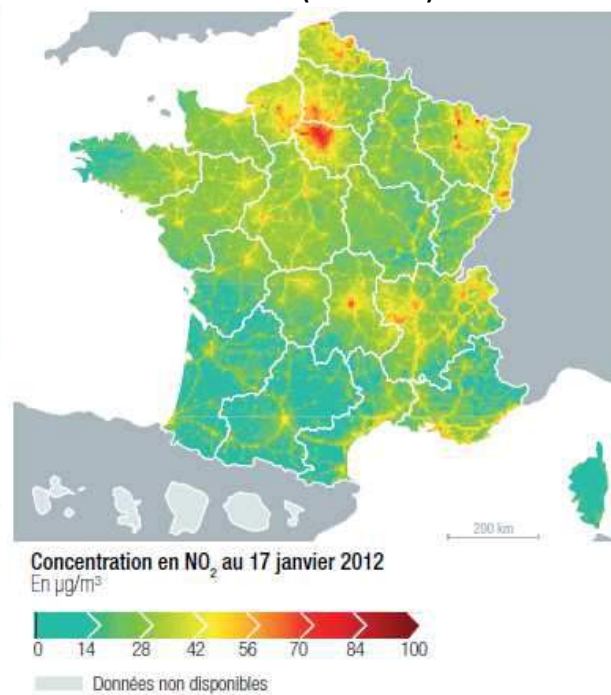 200 km
Concentration en NO2 au 17 janvier 2012
En µg/m³
0 14 28 42 56 70 84 100
Données non disponibles